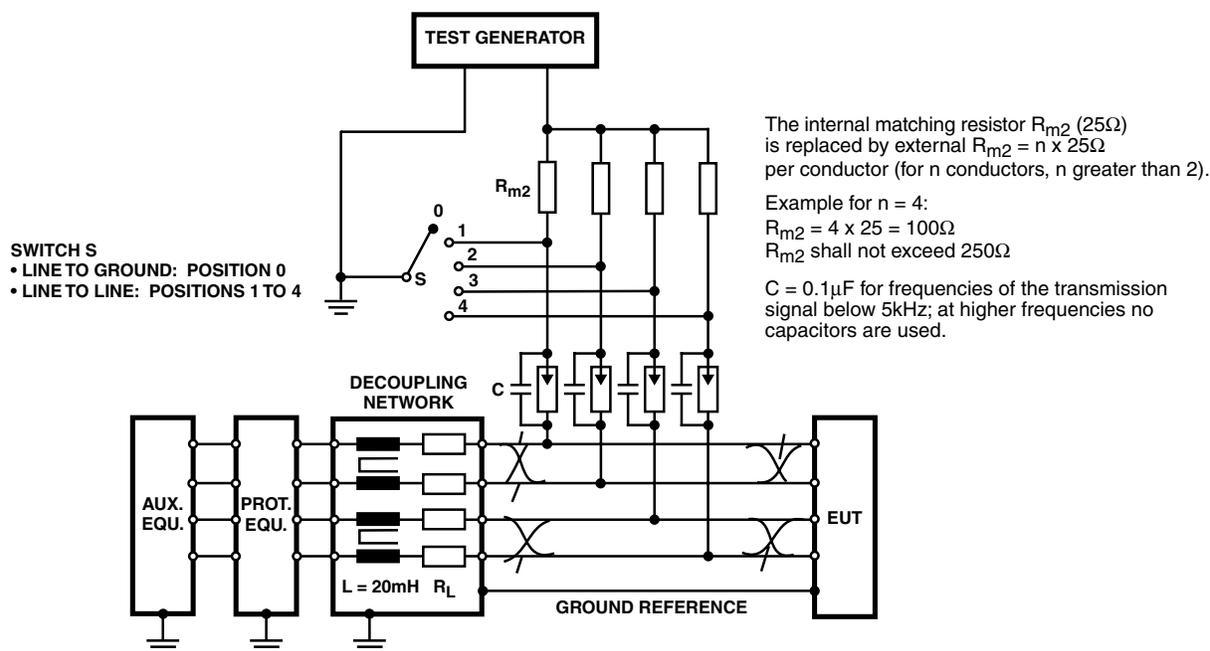 TEST GENERATOR
The internal matching resistor Rm2 (25Ω)
is replaced by external Rm2 = n x 25Ω
per conductor (for n conductors, n greater than 2).
Example for n = 4:
Rm2 = 4 x 25 = 100Ω
Rm2 shall not exceed 250Ω
C = 0.1μF for frequencies of the transmission
signal below 5kHz; at higher frequencies no
capacitors are used.
Rm2
0
1
2
3
4
S
SWITCH S
• LINE TO GROUND: POSITION 0
• LINE TO LINE: POSITIONS 1 TO 4
C
DECOUPLING
NETWORK
AUX.
EQU.
PROT.
EQU.
EUT
L = 20mH RL
GROUND REFERENCE